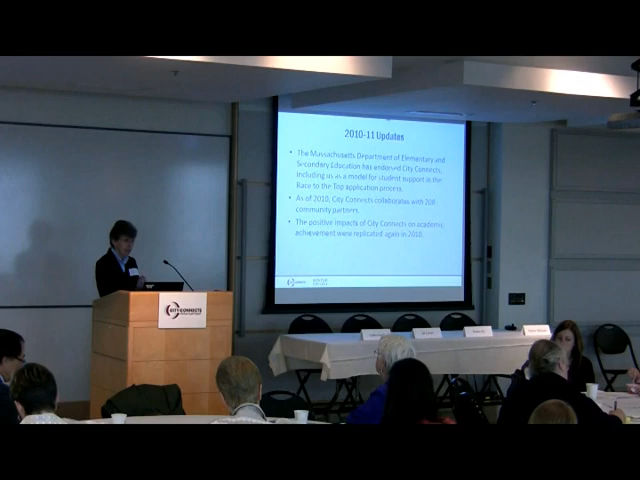 2010-11 Updates
• The Massachusetts Department of Elementary and
Secondary Education has endorsed City Connects,
including us as a model for student support in the
Race to the Top application process.
• As of 2010, City Connects collaborates with 208
community partners.
• The positive impacts of City Connects on academic
achievement were replicated again in 2010.
CITY CONNECTS